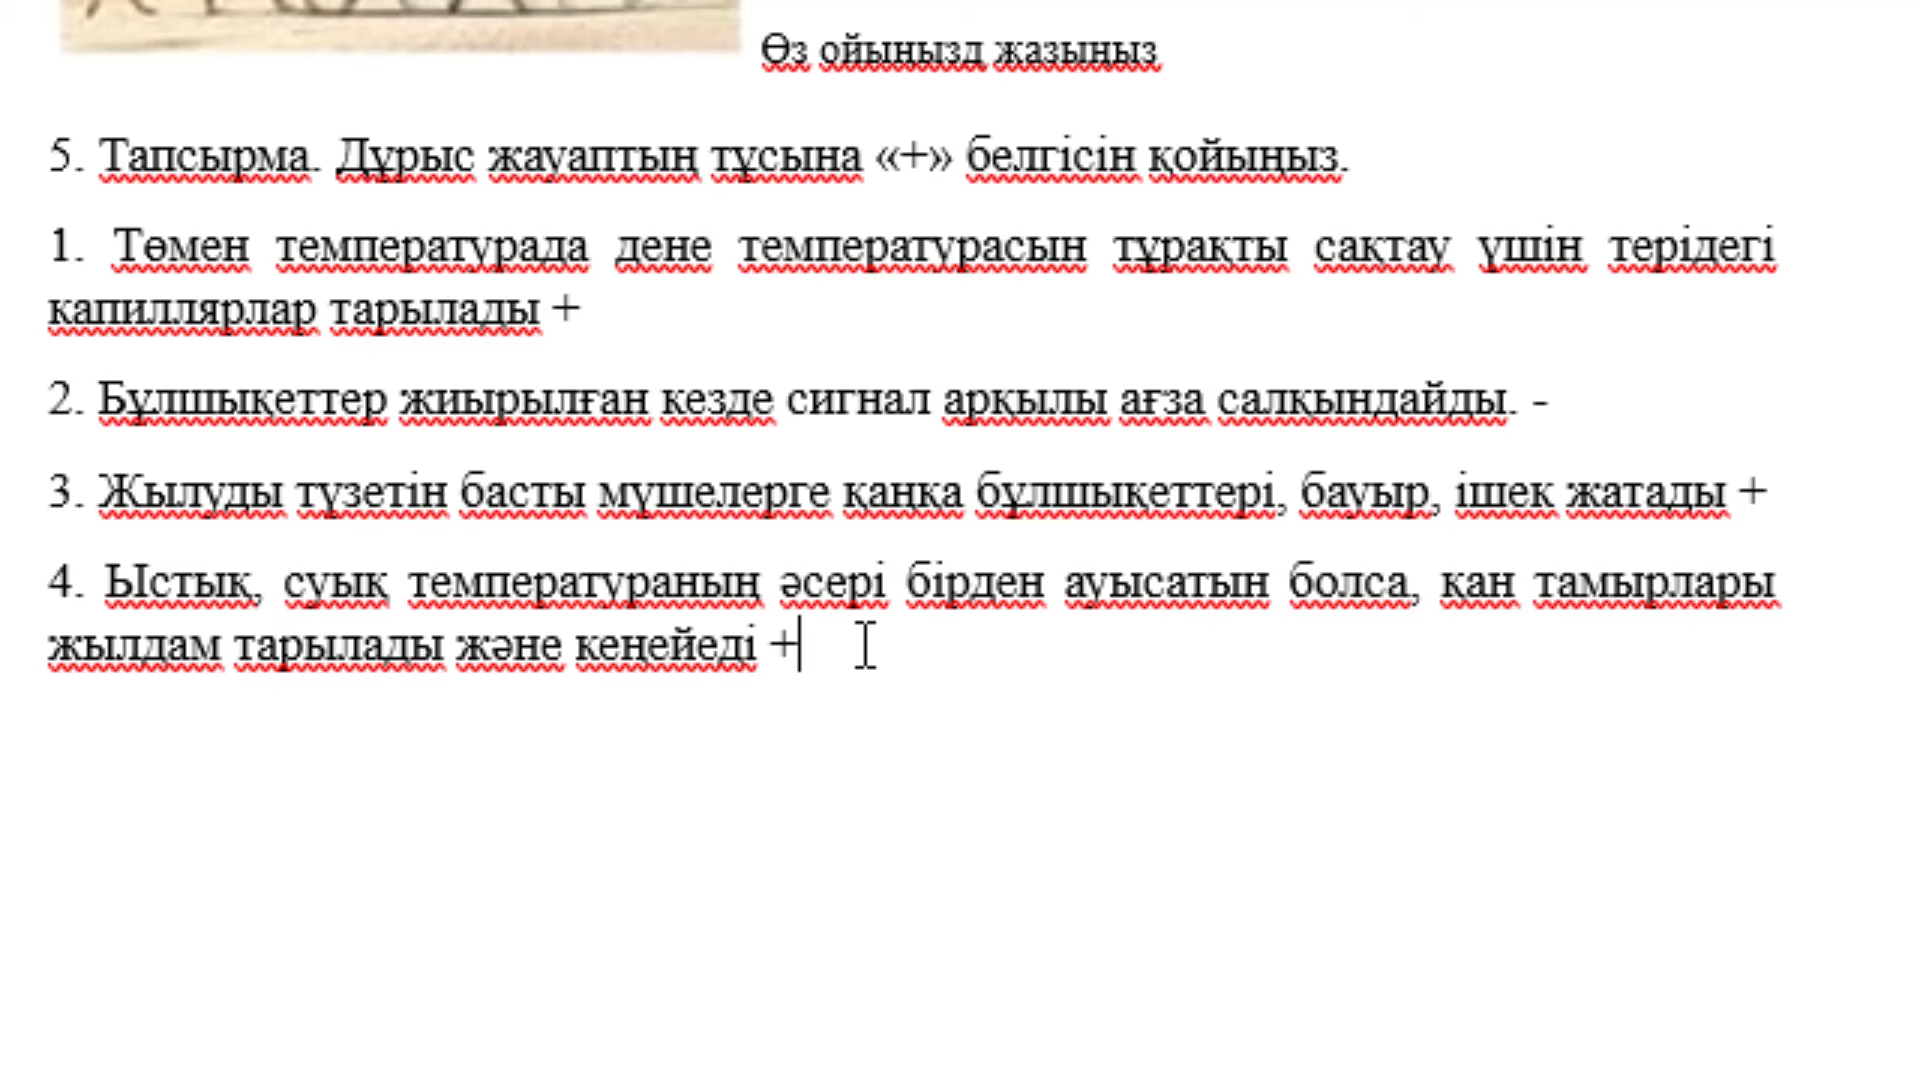 Өз ойыңызд жазыңыз
5. Тапсырма. Дұрыс жауаптың тұсына «+» белгісін қойыңыз.
1. Төмен температурада дене температурасын тұрақты сақтау үшін терідегі
капиллярлар тарылады +
2. Бұлшықеттер жиырылған кезде сигнал арқылы ағза салқындайды. -
3. Жылуды түзетін басты мүшелерге қаңқа бұлшықеттері, бауыр, ішек жатады +
4. Ыстық, суық температураның әсері бірден ауысатын болса, қан тамырлары
жылдам тарылады және кеңейеді +